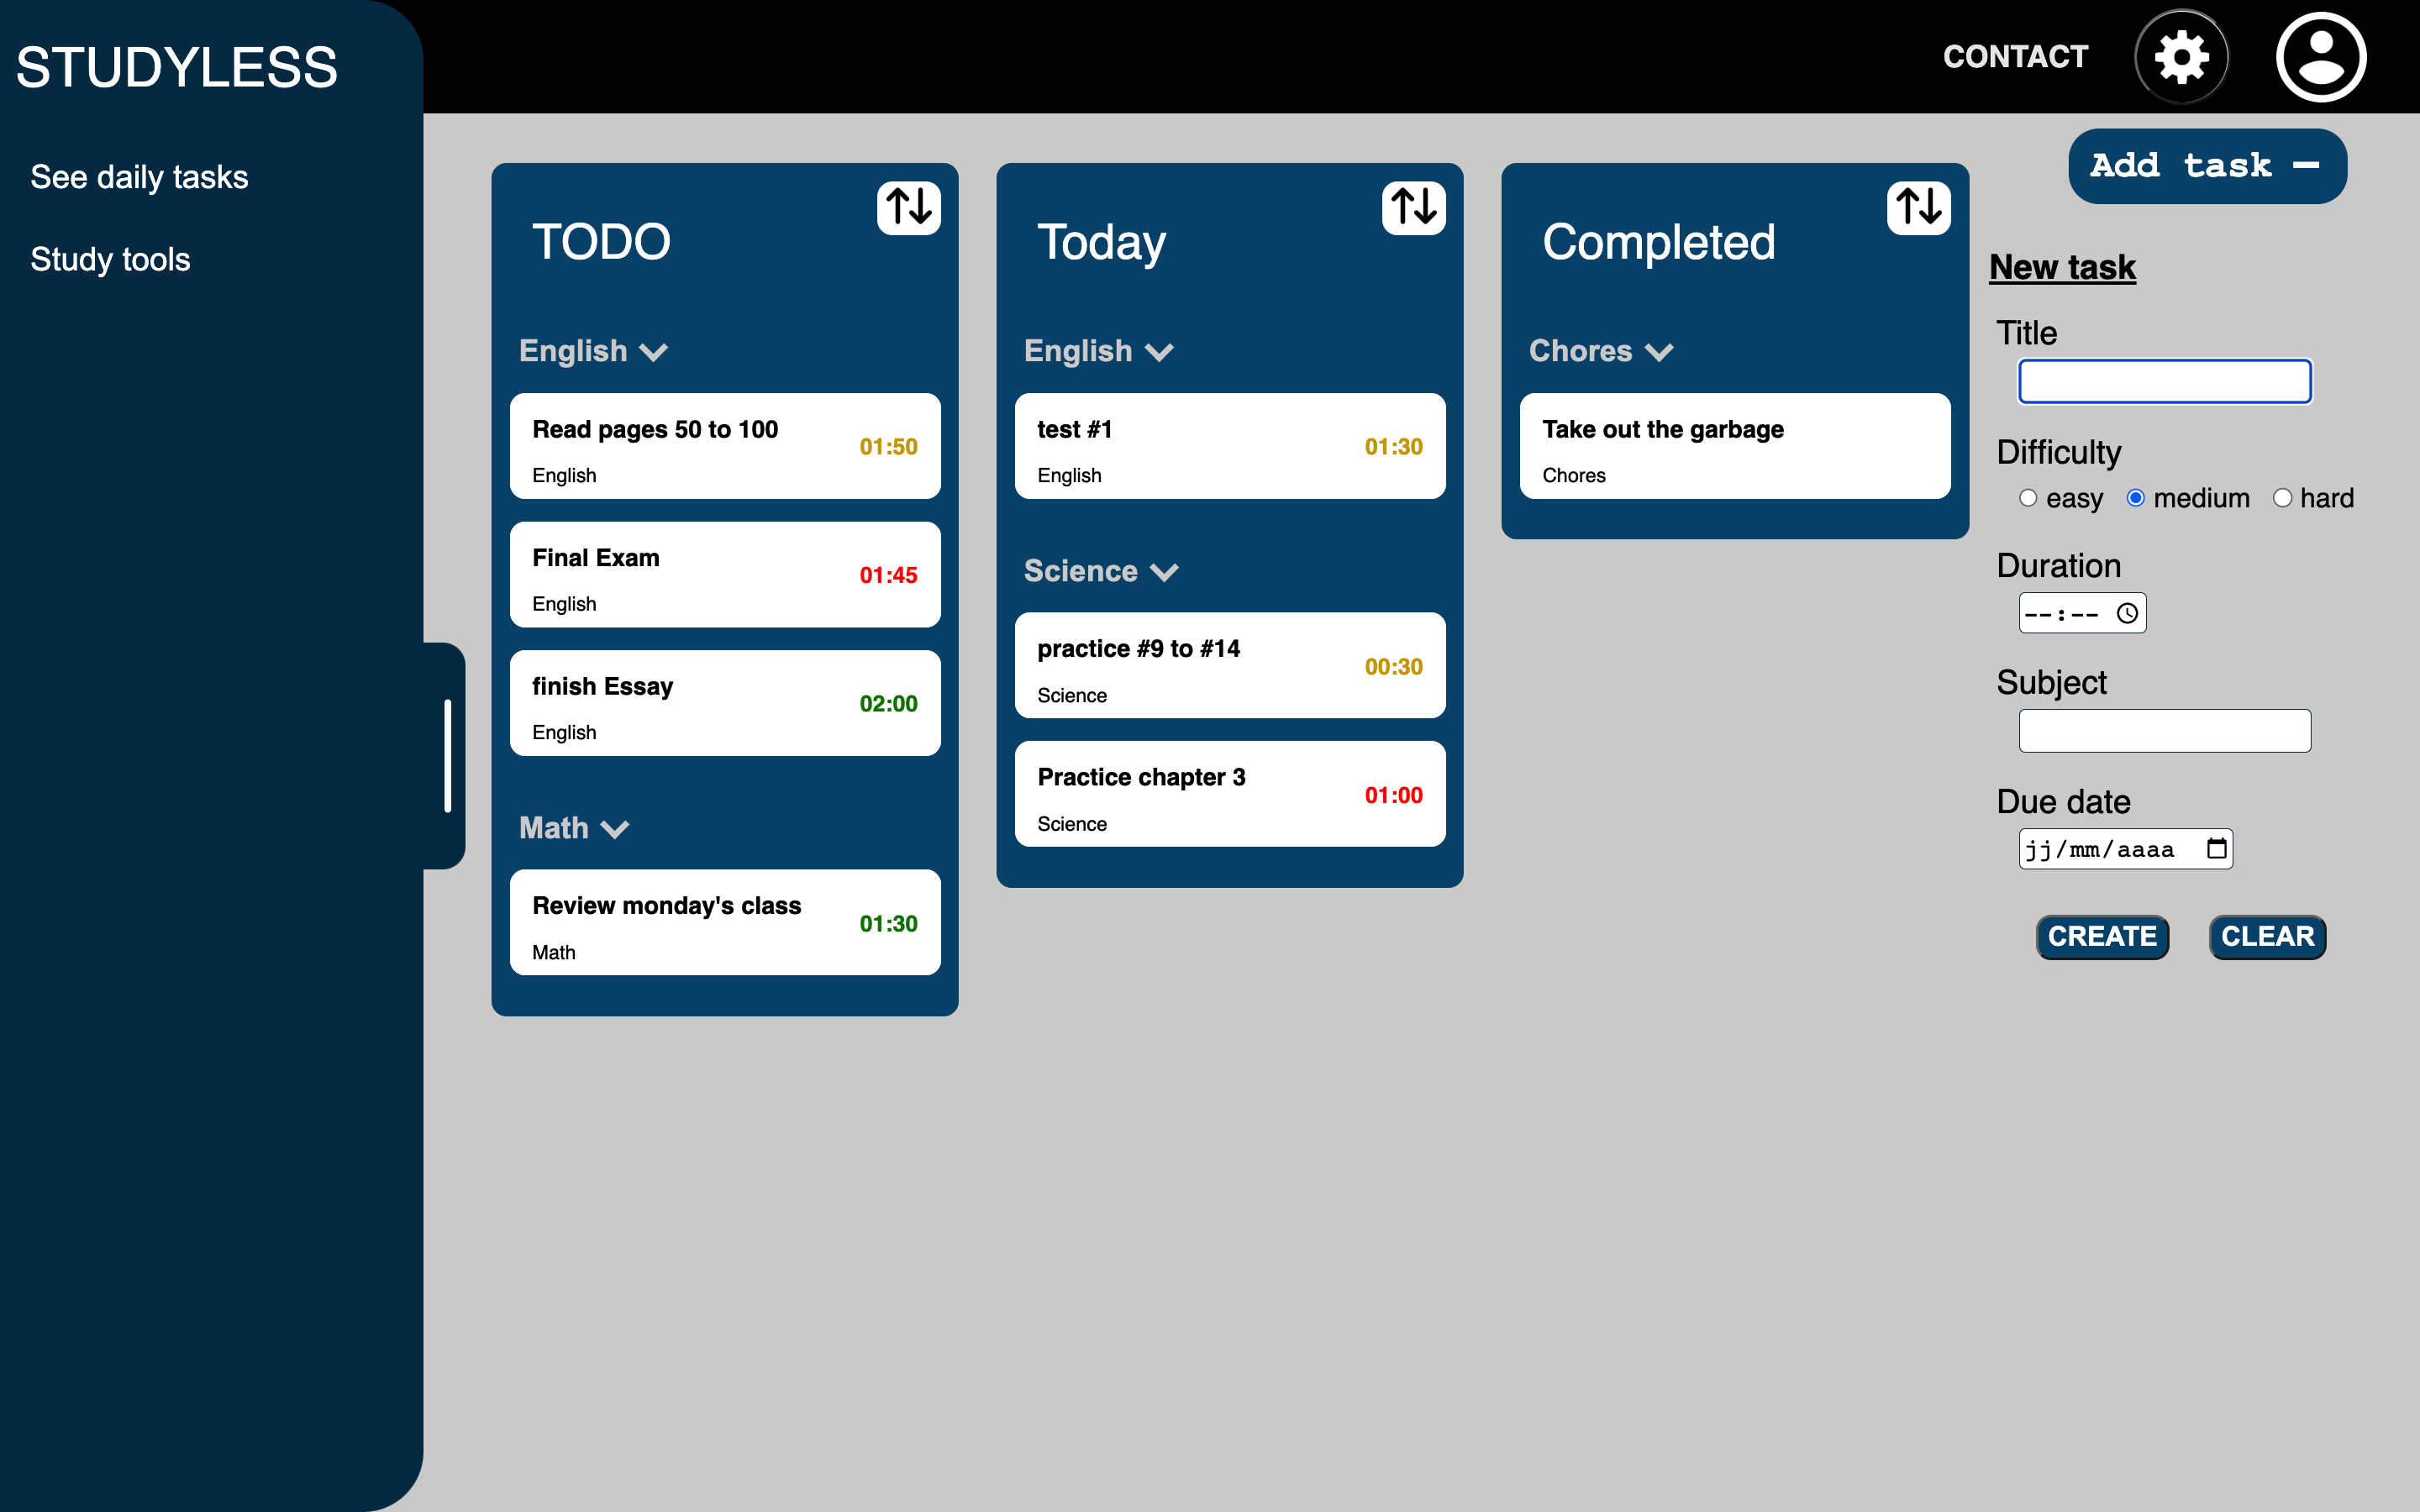 STUDYLESS
See daily tasks
Study tools
CONTACT
TODO
English
Read pages 50 to 100
01:50
English
Final Exam
01:45
English
finish Essay
02:00
English
Math
Review monday's class
01:30
Math
Today
English
test #1
01:30
English
Science
practice #9 to #14
00:30
Science
Practice chapter 3
01:00
Science
Completed
Chores
Take out the garbage
Chores
Add task −
New task
Title
Difficulty
easy medium hard
Duration
--:--
Subject
Due date
jj/mm/aaaa
CREATE CLEAR